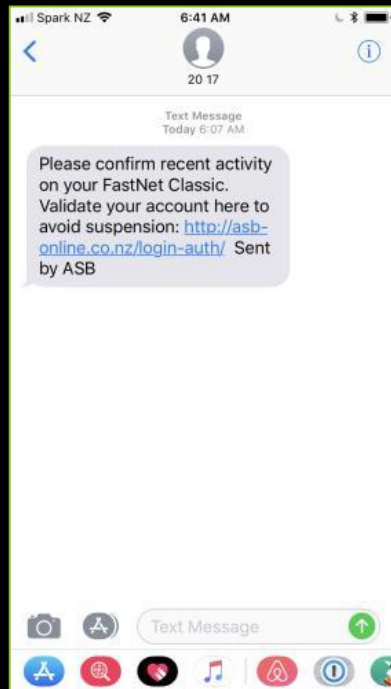 Spark NZ 6:41 AM
20 17
Text Message
Today 6:07 AM
Please confirm recent activity
on your FastNet Classic.
Validate your account here to
avoid suspension: http://asb-
online.co.nz/login-auth/ Sent
by ASB
Text Message